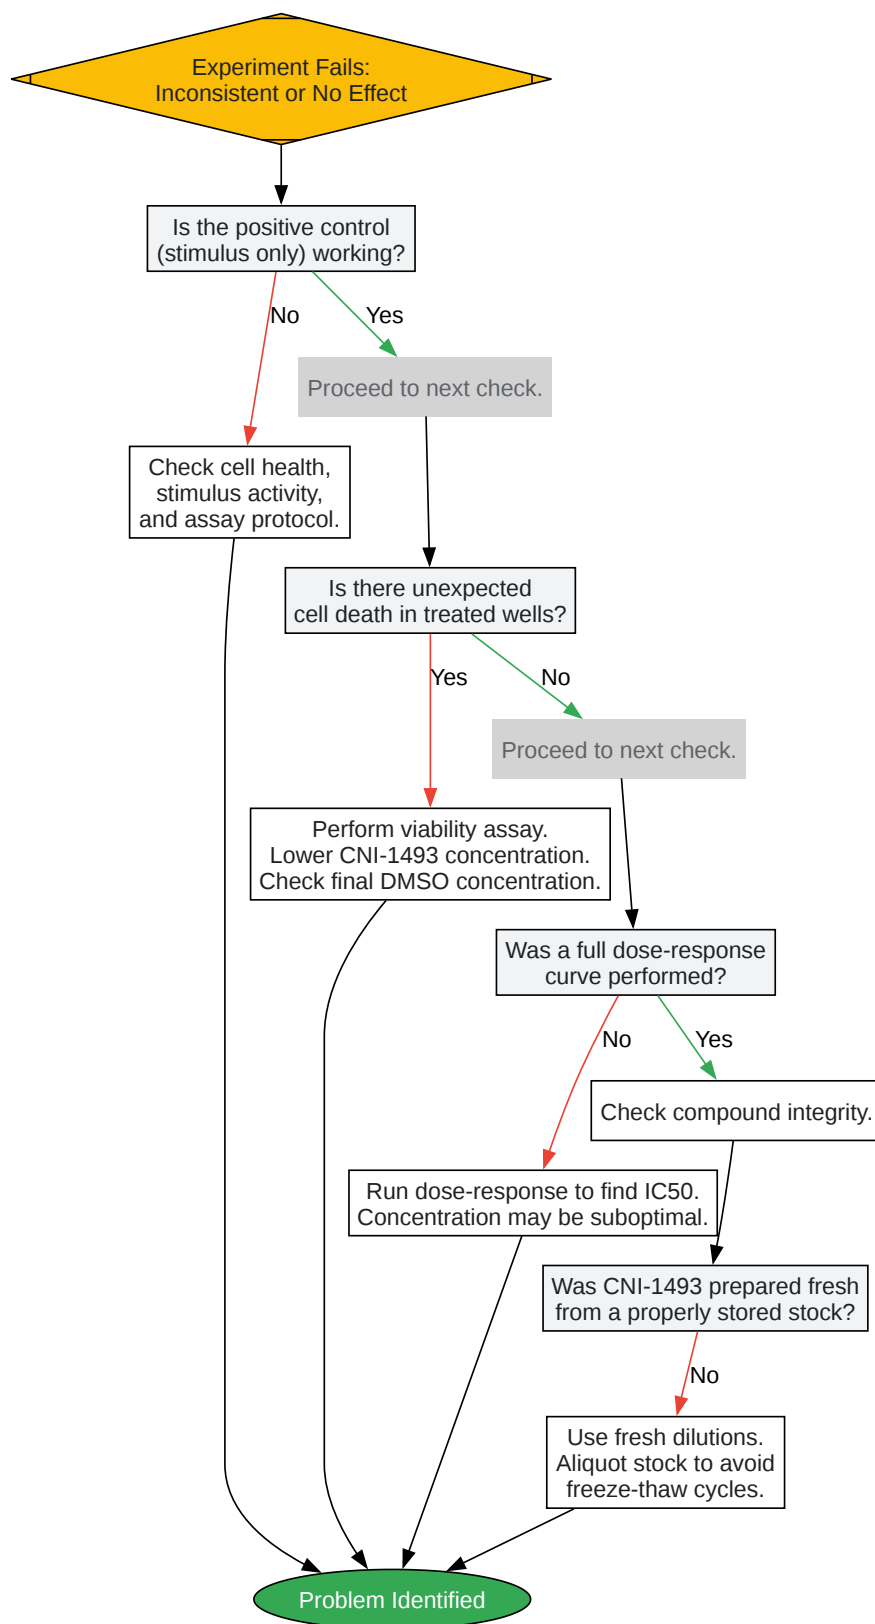 Experiment Fails:
Inconsistent or No Effect
Is the positive control
(stimulus only) working?
No
Yes
Proceed to next check.
Check cell health,
stimulus activity,
and assay protocol.
Is there unexpected
cell death in treated wells?
Yes
No
Proceed to next check.
Perform viability assay.
Lower CNI-1493 concentration.
Check final DMSO concentration.
Was a full dose-response
curve performed?
No
Yes
Check compound integrity.
Run dose-response to find IC50.
Concentration may be suboptimal.
Was CNI-1493 prepared fresh
from a properly stored stock?
No
Use fresh dilutions.
Aliquot stock to avoid
freeze-thaw cycles.
Problem Identified